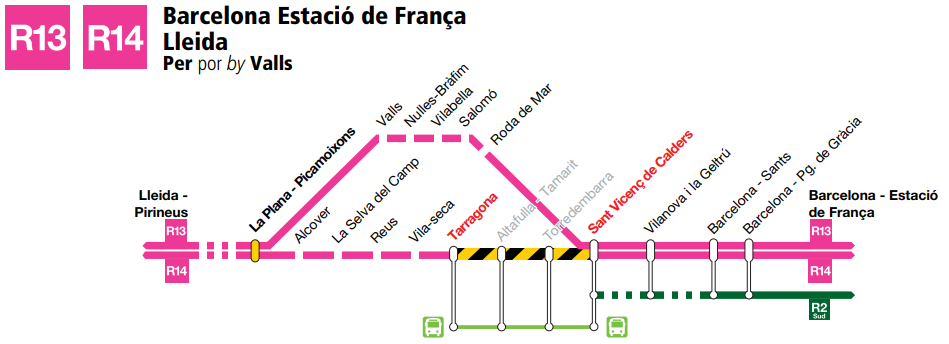 R13 R14
Barcelona Estació de França
Lleida
Per por by Valls
Valls
Nulles-Bràfim
Vilabella
Salomó
Roda de Mar
Lleida -
Pirineus
R13
R14
La Plana - Picamoixons
Alcover
La Selva del Camp
Reus
Vila-seca
Tarragona
Altafulla - Tamarit
Torredembarra
Sant Vicenç de Calders
Vilanova i la Geltrú
Barcelona - Sants
Barcelona - Pg. de Gràcia
Barcelona - Estació
de França
R13
R14
R2
Sud